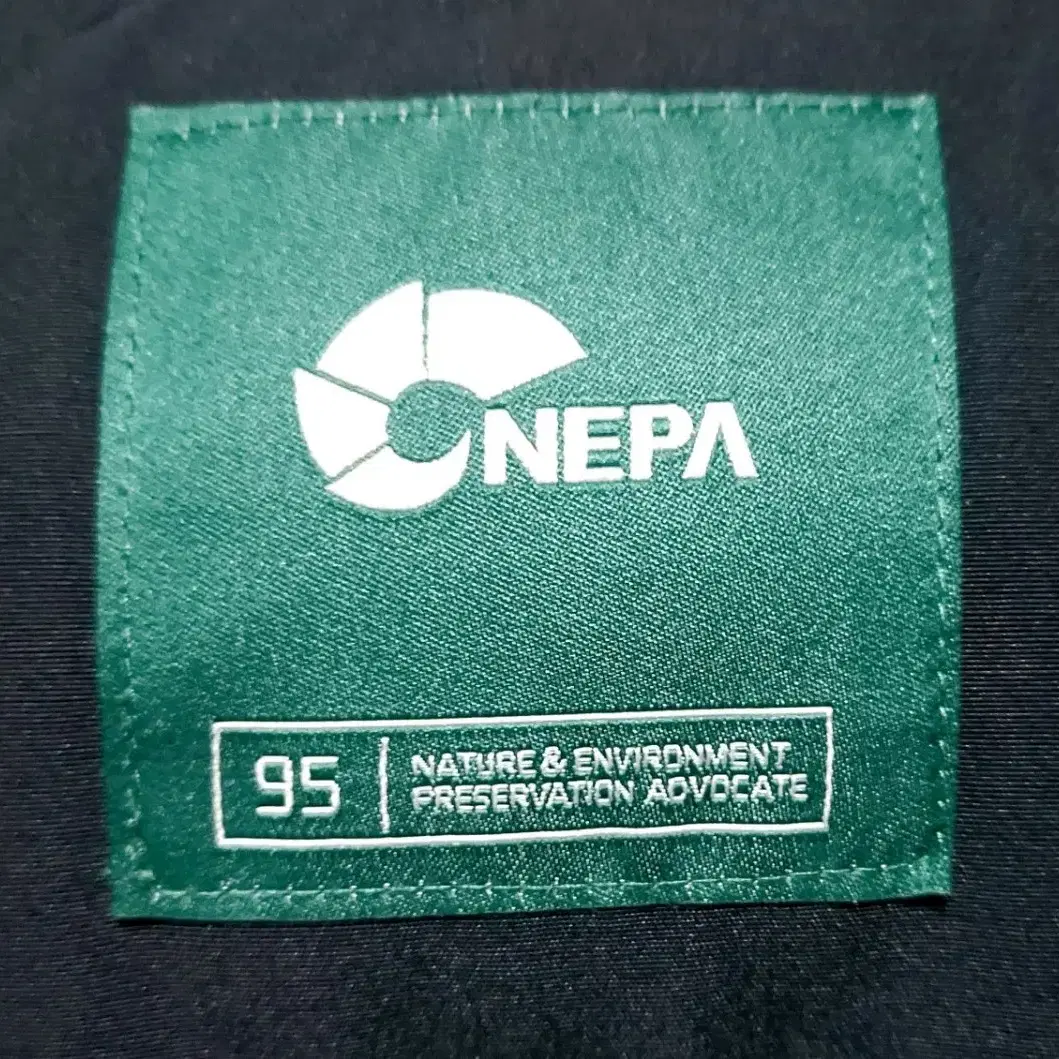 NEPA
95
NATURE & ENVIRONMENT
PRESERVATION ADVOCATE